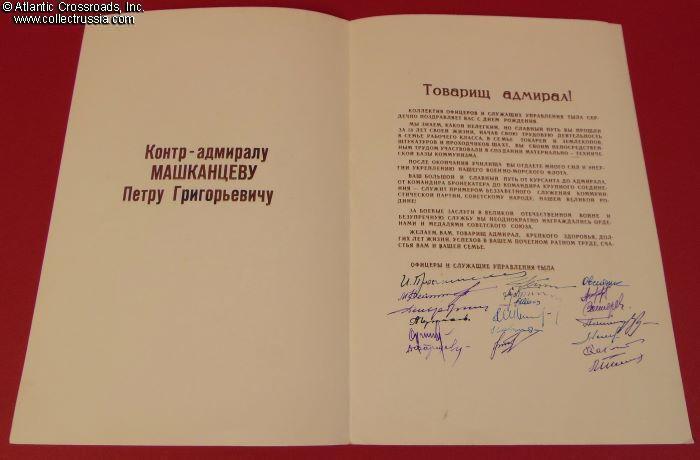 © Atlantic Crossroads, Inc.
www.collectrussia.com
Контр-адмиралу
МАШКАНЦЕВУ
Петру Григорьевичу
Товарищ адмирал!
КОЛЛЕКТИВ ОФИЦЕРОВ И СЛУЖАЩИХ УПРАВЛЕНИЯ ТЫЛА СЕР-
ДЕЧНО ПОЗДРАВЛЯЕТ ВАС С ДНЕМ РОЖДЕНИЯ.
МЫ ЗНАЕМ, КАКОЙ НЕЛЕГКИЙ, НО СЛАВНЫЙ ПУТЬ ВЫ ПРОШЛИ
ЗА 50 ЛЕТ СВОЕЙ ЖИЗНИ, НАЧАВ СВОЮ ТРУДОВУЮ ДЕЯТЕЛЬНОСТЬ
В СЕМЬЕ РАБОЧЕГО КЛАССА, В СЕМЬЕ ТОКАРЕЙ И ЗЕМЛЕКОПОВ,
ШТУКАТУРОВ И ПРОХОДЧИКОВ ШАХТ, ВЫ СВОИМ НЕПОСРЕДСТВЕН-
НЫМ ТРУДОМ УЧАСТВОВАЛИ В СОЗДАНИИ МАТЕРИАЛЬНО - ТЕХНИЧЕ-
СКОЙ БАЗЫ КОММУНИЗМА.
ПОСЛЕ ОКОНЧАНИЯ УЧИЛИЩА ВЫ ОТДАЕТЕ МНОГО СИЛ И ЭНЕР-
ГИИ УКРЕПЛЕНИЮ НАШЕГО ВОЕННО-МОРСКОГО ФЛОТА.
ВАШ БОЛЬШОЙ И СЛАВНЫЙ ПУТЬ ОТ КУРСАНТА ДО АДМИРАЛА,
ОТ КОМАНДИРА БРОНЕКАТЕРА ДО КОМАНДИРА КРУПНОГО СОЕДИНЕ-
НИЯ — СЛУЖИТ ПРИМЕРОМ БЕЗЗАВЕТНОГО СЛУЖЕНИЯ КОММУНИ-
СТИЧЕСКОЙ ПАРТИИ, СОВЕТСКОМУ НАРОДУ, НАШЕЙ ВЕЛИКОЙ РО-
ДИНЕ!
ЗА БОЕВЫЕ ЗАСЛУГИ В ВЕЛИКОЙ ОТЕЧЕСТВЕННОЙ ВОЙНЕ И
БЕЗУПРЕЧНУЮ СЛУЖБУ ВЫ НЕОДНОКРАТНО НАГРАЖДАЛИСЬ ОРДЕ-
НАМИ И МЕДАЛЯМИ СОВЕТСКОГО СОЮЗА.
ЖЕЛАЕМ ВАМ, ТОВАРИЩ АДМИРАЛ, КРЕПКОГО ЗДОРОВЬЯ, ДОЛ-
ГИХ ЛЕТ ЖИЗНИ, УСПЕХОВ В ВАШЕМ ПОЧЕТНОМ РАТНОМ ТРУДЕ, СЧА-
СТЬЯ ВАМ И ВАШЕЙ СЕМЬЕ.
ОФИЦЕРЫ И СЛУЖАЩИЕ УПРАВЛЕНИЯ ТЫЛА